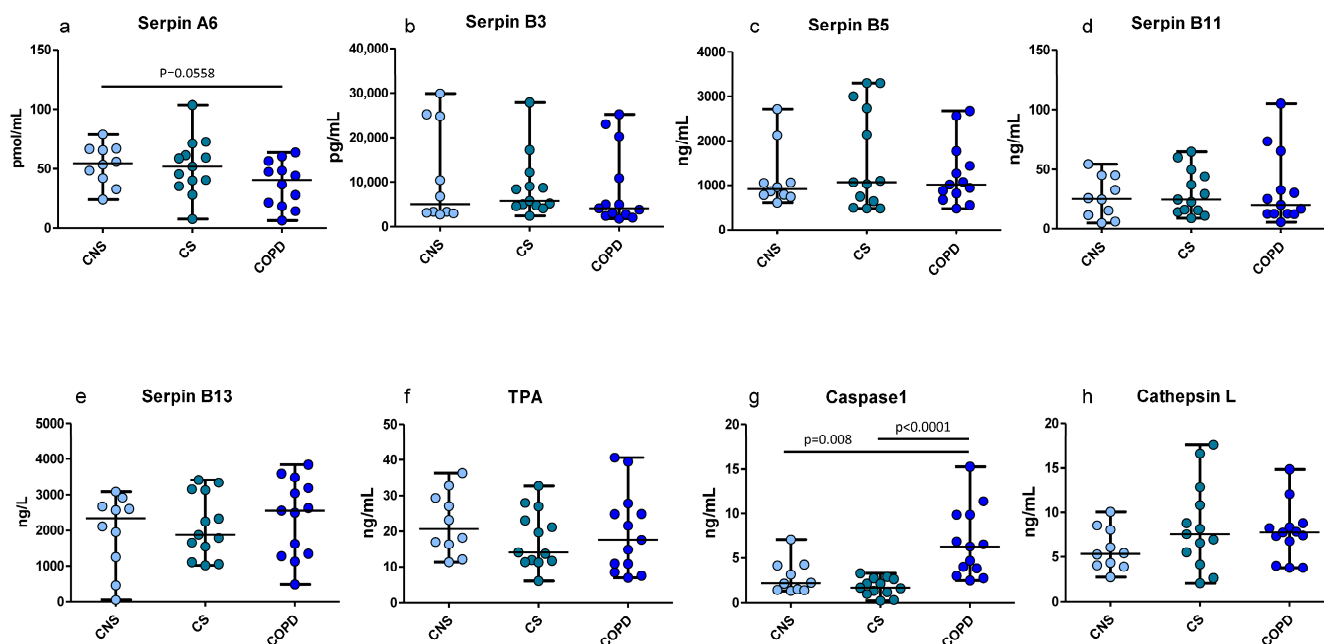 a Serpin A6
150
100
50
0
pmol/mL
P=0.0558
CNS
CS
COPD
b Serpin B3
40,000
30,000
20,000
10,000
0
pg/mL
CNS
CS
COPD
c Serpin B5
4000
3000
2000
1000
0
ng/mL
CNS
CS
COPD
d Serpin B11
150
100
50
0
ng/mL
CNS
CS
COPD
e Serpin B13
5000
4000
3000
2000
1000
0
ng/L
CNS
CS
COPD
f TPA
50
40
30
20
10
0
ng/mL
CNS
CS
COPD
g Caspase1
20
15
10
5
0
ng/mL
p=0.008
p<0.0001
CNS
CS
COPD
h Cathepsin L
20
15
10
5
0
ng/mL
CNS
CS
COPD